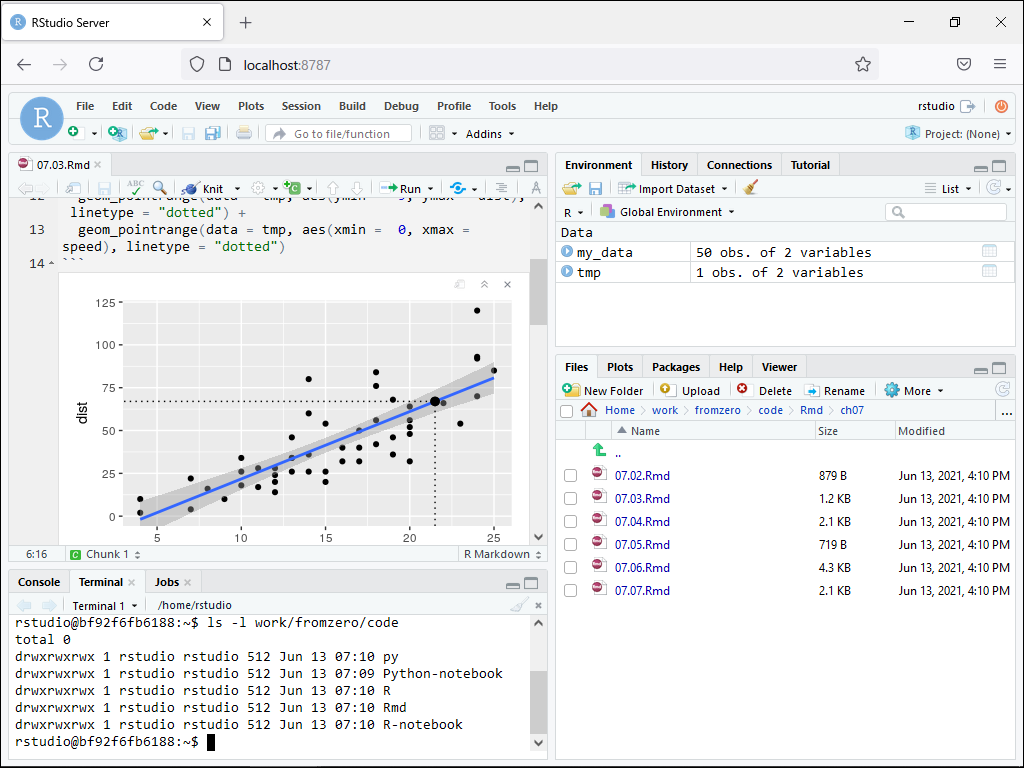 RStudio Server
localhost:8787
R
File Edit Code View Plots Session Build Debug Profile Tools Help
rstudio
Go to file/function
Addins
Project: (None)
07.03.Rmd
ABC
Knit
Run
linetype = "dotted") +
13 geom_pointrange(data = tmp, aes(xmin = 0, xmax =
speed), linetype = "dotted")
14 ```
125
100
75
50
25
0
dist
5 10 15 20 25
6:16
Chunk 1
R Markdown
Console Terminal Jobs
Terminal 1
/home/rstudio
rstudio@bf92f6fb6188:~$ ls -l work/fromzero/code
total 0
drwxrwxrwx 1 rstudio rstudio 512 Jun 13 07:10 py
drwxrwxrwx 1 rstudio rstudio 512 Jun 13 07:09 Python-notebook
drwxrwxrwx 1 rstudio rstudio 512 Jun 13 07:10 R
drwxrwxrwx 1 rstudio rstudio 512 Jun 13 07:10 Rmd
drwxrwxrwx 1 rstudio rstudio 512 Jun 13 07:10 R-notebook
rstudio@bf92f6fb6188:~$
Environment History Connections Tutorial
Import Dataset
List
R
Global Environment
Data
my_data 50 obs. of 2 variables
tmp 1 obs. of 2 variables
Files Plots Packages Help Viewer
New Folder Upload Delete Rename More
Home work fromzero code Rmd ch07 ...
Name Size Modified
..
07.02.Rmd 879 B Jun 13, 2021, 4:10 PM
07.03.Rmd 1.2 KB Jun 13, 2021, 4:10 PM
07.04.Rmd 2.1 KB Jun 13, 2021, 4:10 PM
07.05.Rmd 719 B Jun 13, 2021, 4:10 PM
07.06.Rmd 4.3 KB Jun 13, 2021, 4:10 PM
07.07.Rmd 2.1 KB Jun 13, 2021, 4:10 PM